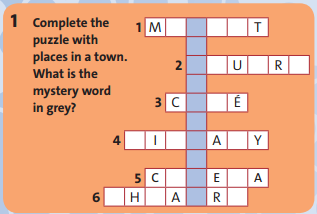 1 Complete the
puzzle with
places in a town.
What is the
mystery word
in grey?
1 M T
2 U R
3 C É
4 I A Y
5 C E A
6 H A R